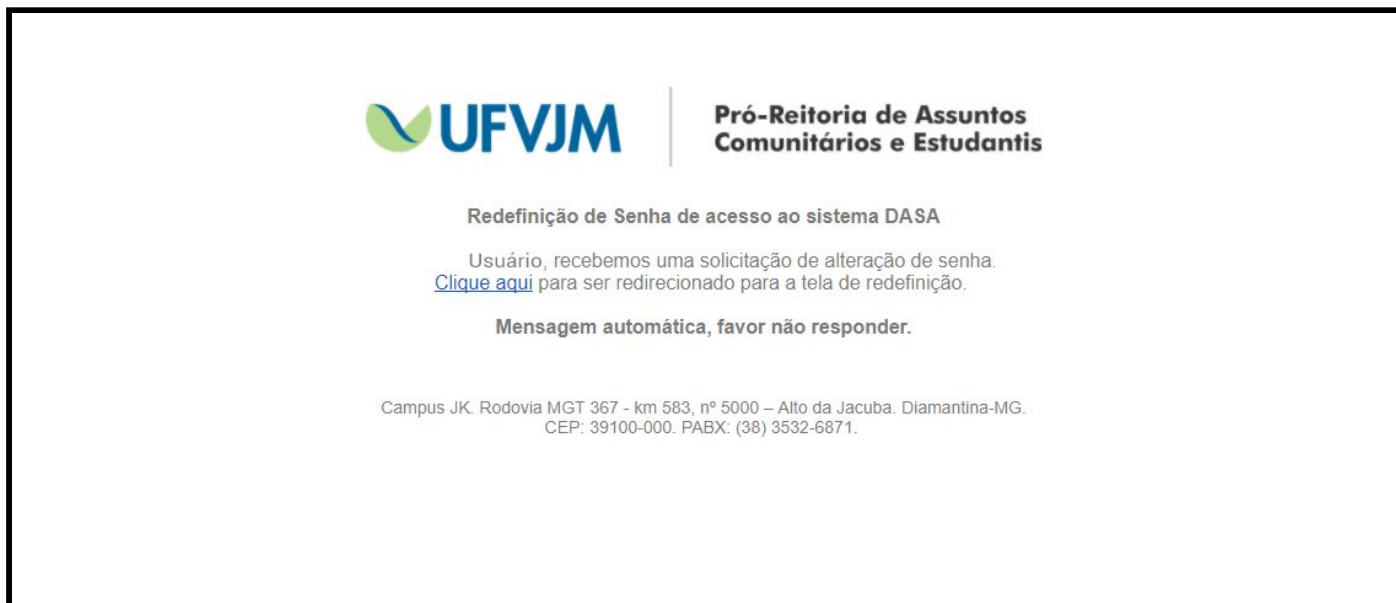 UFVJM
Pró-Reitoria de Assuntos
Comunitários e Estudantis
Redefinição de Senha de acesso ao sistema DASA
Usuário, recebemos uma solicitação de alteração de senha.
Clique aqui para ser redirecionado para a tela de redefinição.
Mensagem automática, favor não responder.
Campus JK. Rodovia MGT 367 - km 583, nº 5000 – Alto da Jacuba. Diamantina-MG.
CEP: 39100-000. PABX: (38) 3532-6871.